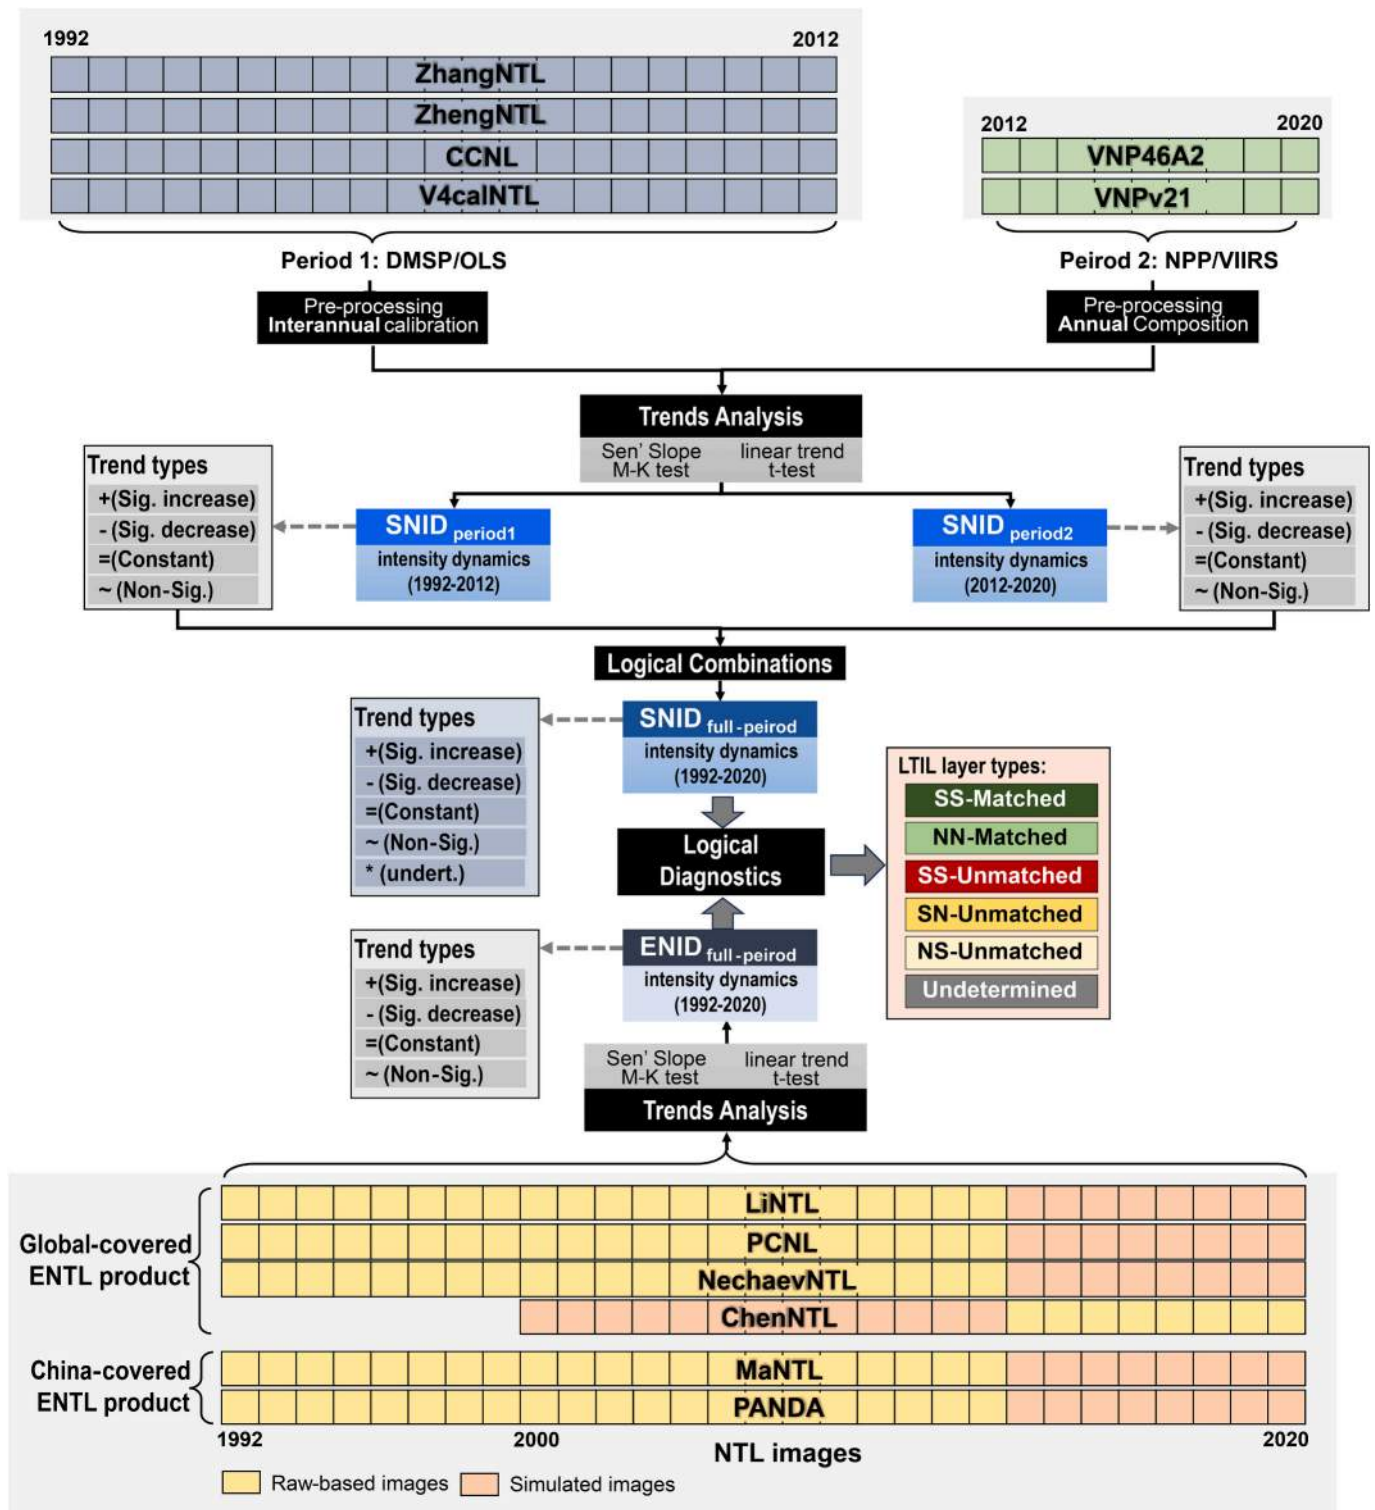 1992
2012
ZhangNTL
ZhengNTL
CCNL
V4calNTL
2012
2020
VNP46A2
VNPv21
Period 1: DMSP/OLS
Peirod 2: NPP/VIIRS
Pre-processing
Interannual calibration
Pre-processing
Annual Composition
Trends Analysis
Sen' Slope
M-K test
linear trend
t-test
Trend types
+(Sig. increase)
- (Sig. decrease)
=(Constant)
~ (Non-Sig.)
SNID period1
intensity dynamics
(1992-2012)
SNID period2
intensity dynamics
(2012-2020)
Trend types
+(Sig. increase)
- (Sig. decrease)
=(Constant)
~ (Non-Sig.)
Logical Combinations
Trend types
+(Sig. increase)
- (Sig. decrease)
=(Constant)
~ (Non-Sig.)
* (undert.)
SNID full-peirod
intensity dynamics
(1992-2020)
Logical
Diagnostics
LTIL layer types:
SS-Matched
NN-Matched
SS-Unmatched
SN-Unmatched
NS-Unmatched
Undetermined
Trend types
+(Sig. increase)
- (Sig. decrease)
=(Constant)
~ (Non-Sig.)
ENID full-peirod
intensity dynamics
(1992-2020)
Sen' Slope
M-K test
linear trend
t-test
Trends Analysis
Global-covered
ENTL product
LiNTL
PCNL
NechaevNTL
ChenNTL
China-covered
ENTL product
MaNTL
PANDA
1992
2000
NTL images
2020
Raw-based images
Simulated images